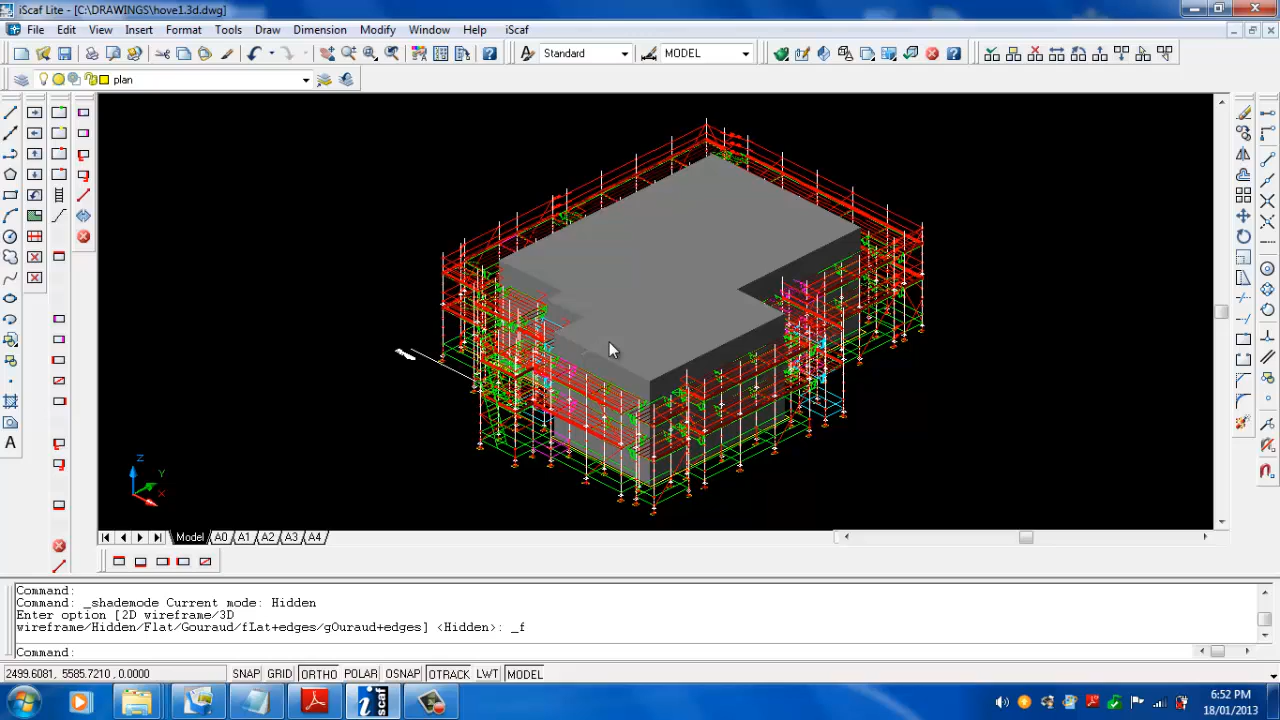 iScaf Lite - [C:\DRAWINGS\hove1.3d.dwg]
File Edit View Insert Format Tools Draw Dimension Modify Window Help iScaf
Standard MODEL
plan
Z
Y
X
Model A0 A1 A2 A3 A4
Command:
Command: _shademode Current mode: Hidden
Enter option [2D wireframe/3D
wireframe/Hidden/Flat/Gouraud/fLat+edges/gOuraud+edges] <Hidden>: _f
Command:
2499.6081, 5585.7210, 0.0000 SNAP GRID ORTHO POLAR OSNAP OTRACK LWT MODEL
iscaf
6:52 PM
18/01/2013